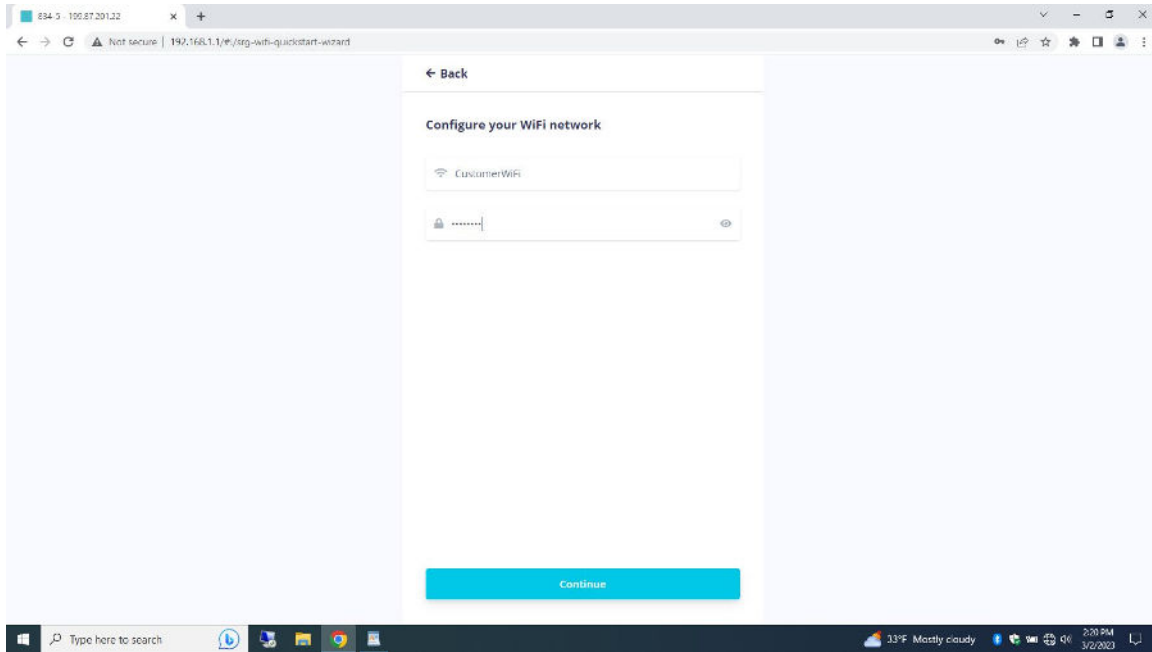 834-5 - 199.87.201.22
Not secure | 192.168.1.1/#:/srg-wifi-quickstart-wizard
← Back
Configure your WiFi network
CustomerWiFi
........
Continue
Type here to search
33°F Mostly cloudy
2:20 PM
3/2/2023